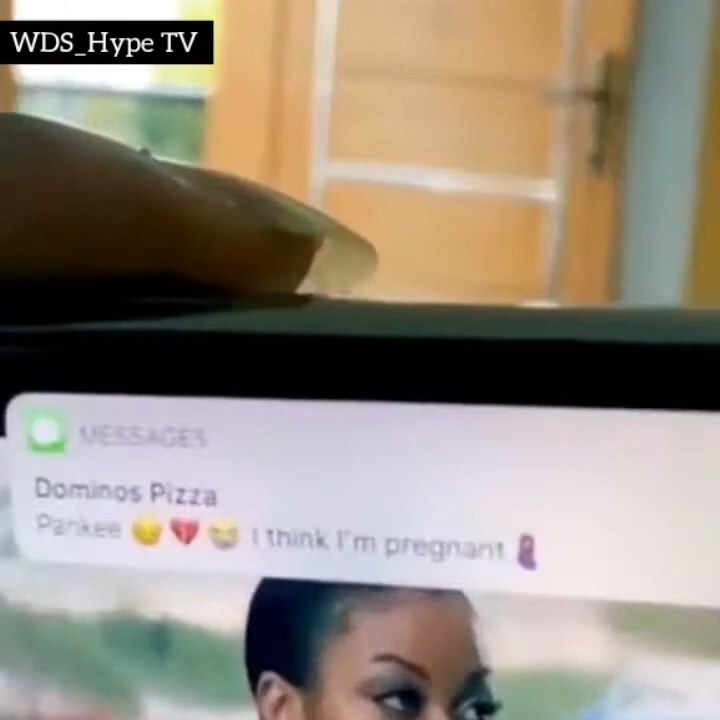 WDS_Hype TV
MESSAGES
Dominos Pizza
Pankee 😔💔😭 I think I'm pregnant